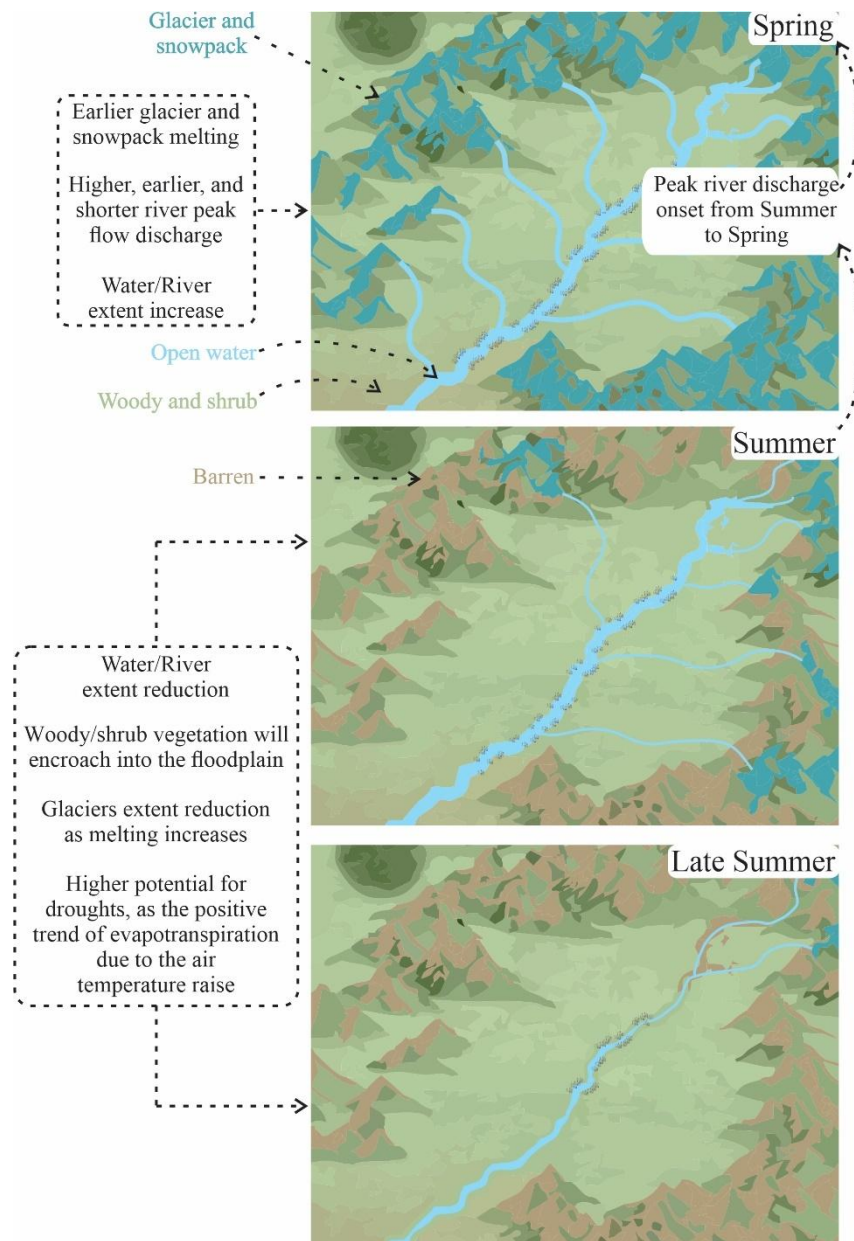 Glacier and
snowpack
Spring
Earlier glacier and
snowpack melting
Higher, earlier, and
shorter river peak
flow discharge
Water/River
extent increase
Peak river discharge
onset from Summer
to Spring
Open water
Woody and shrub
Summer
Barren
Water/River
extent reduction
Woody/shrub vegetation will
encroach into the floodplain
Glaciers extent reduction
as melting increases
Higher potential for
droughts, as the positive
trend of evapotranspiration
due to the air
temperature raise
Late Summer